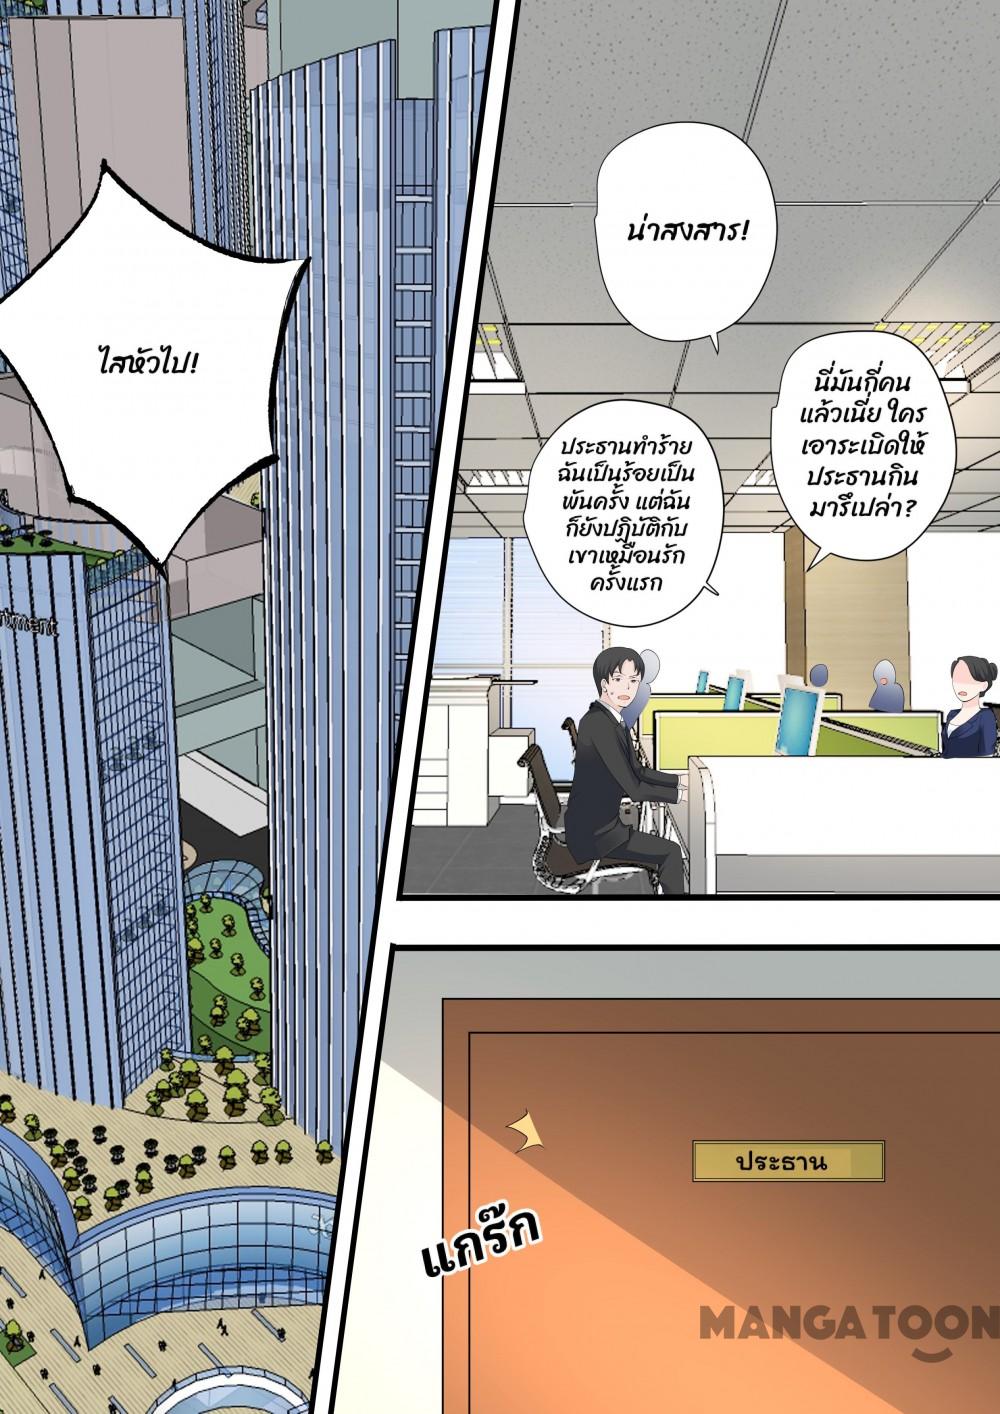 ไสหัวไป!
น่าสงสาร!
นี่มันกี่คน
แล้วเนี่ย ใคร
เอาระเบิดให้
ประธานกิน
มารึเปล่า?
ประธานทำร้าย
ฉันเป็นร้อยเป็น
พันครั้ง แต่ฉัน
ก็ยังปฏิบัติกับ
เขาเหมือนรัก
ครั้งแรก
rtment
ประธาน
แกร๊ก
MANGATOON